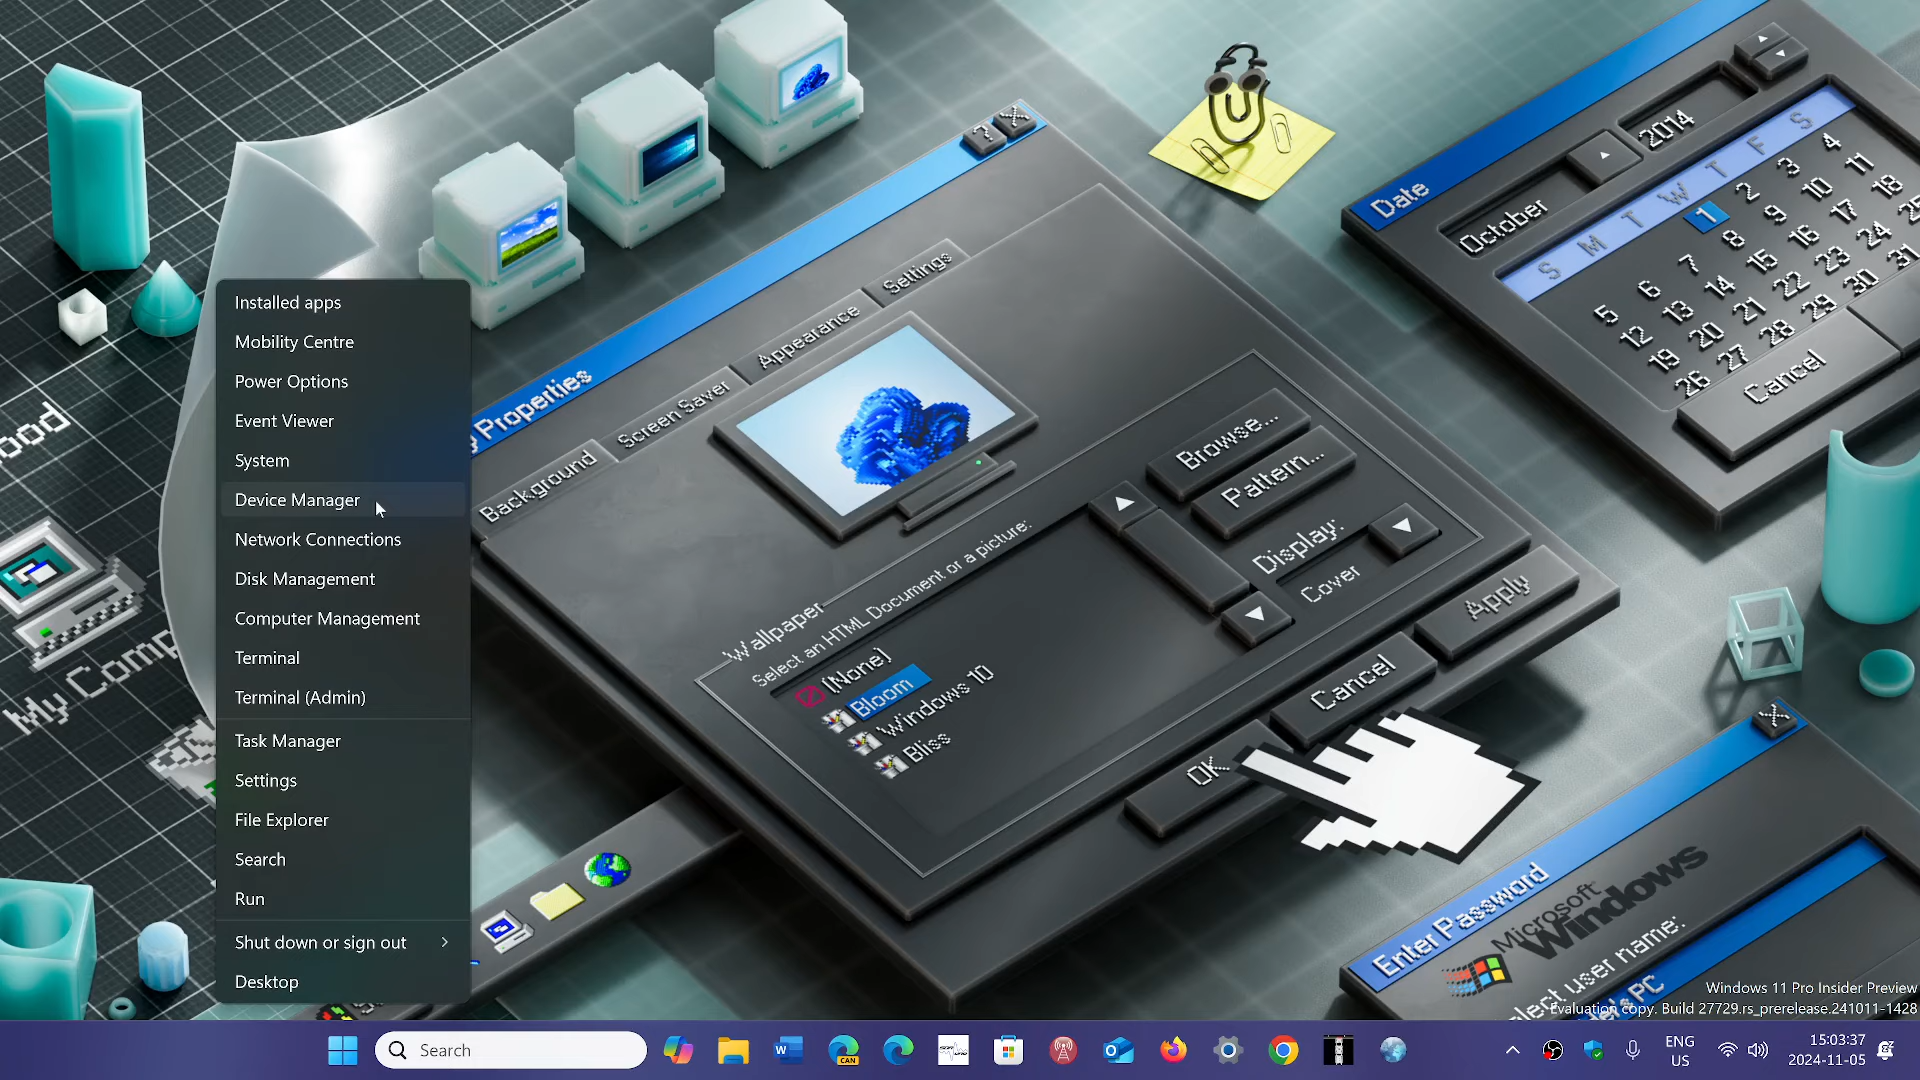 Installed apps
Mobility Centre
Power Options
Event Viewer
System
Device Manager
Network Connections
Disk Management
Computer Management
Terminal
Terminal (Admin)
Task Manager
Settings
File Explorer
Search
Run
Shut down or sign out
Desktop
ood
My Comp
y Properties
? X
Background
Screen Saver
Appearance
Settings
Wallpaper
Select an HTML Document or a picture:
(None)
Bloom
Windows 10
Bliss
Browse...
Pattern...
Display:
Cover
OK
Cancel
Apply
Date
October
2014
S M T W T F S
1 2 3 4
5 6 7 8 9 10 11
12 13 14 15 16 17 18
19 20 21 22 23 24 25
26 27 28 29 30 31
Cancel
X
Enter Password
Microsoft
Windows
elect user name:
's PC
Windows 11 Pro Insider Preview
Evaluation copy. Build 27729.rs_prerelease.241011-1428
Search
W
CAN
O
ENG
US
15:03:37
2024-11-05